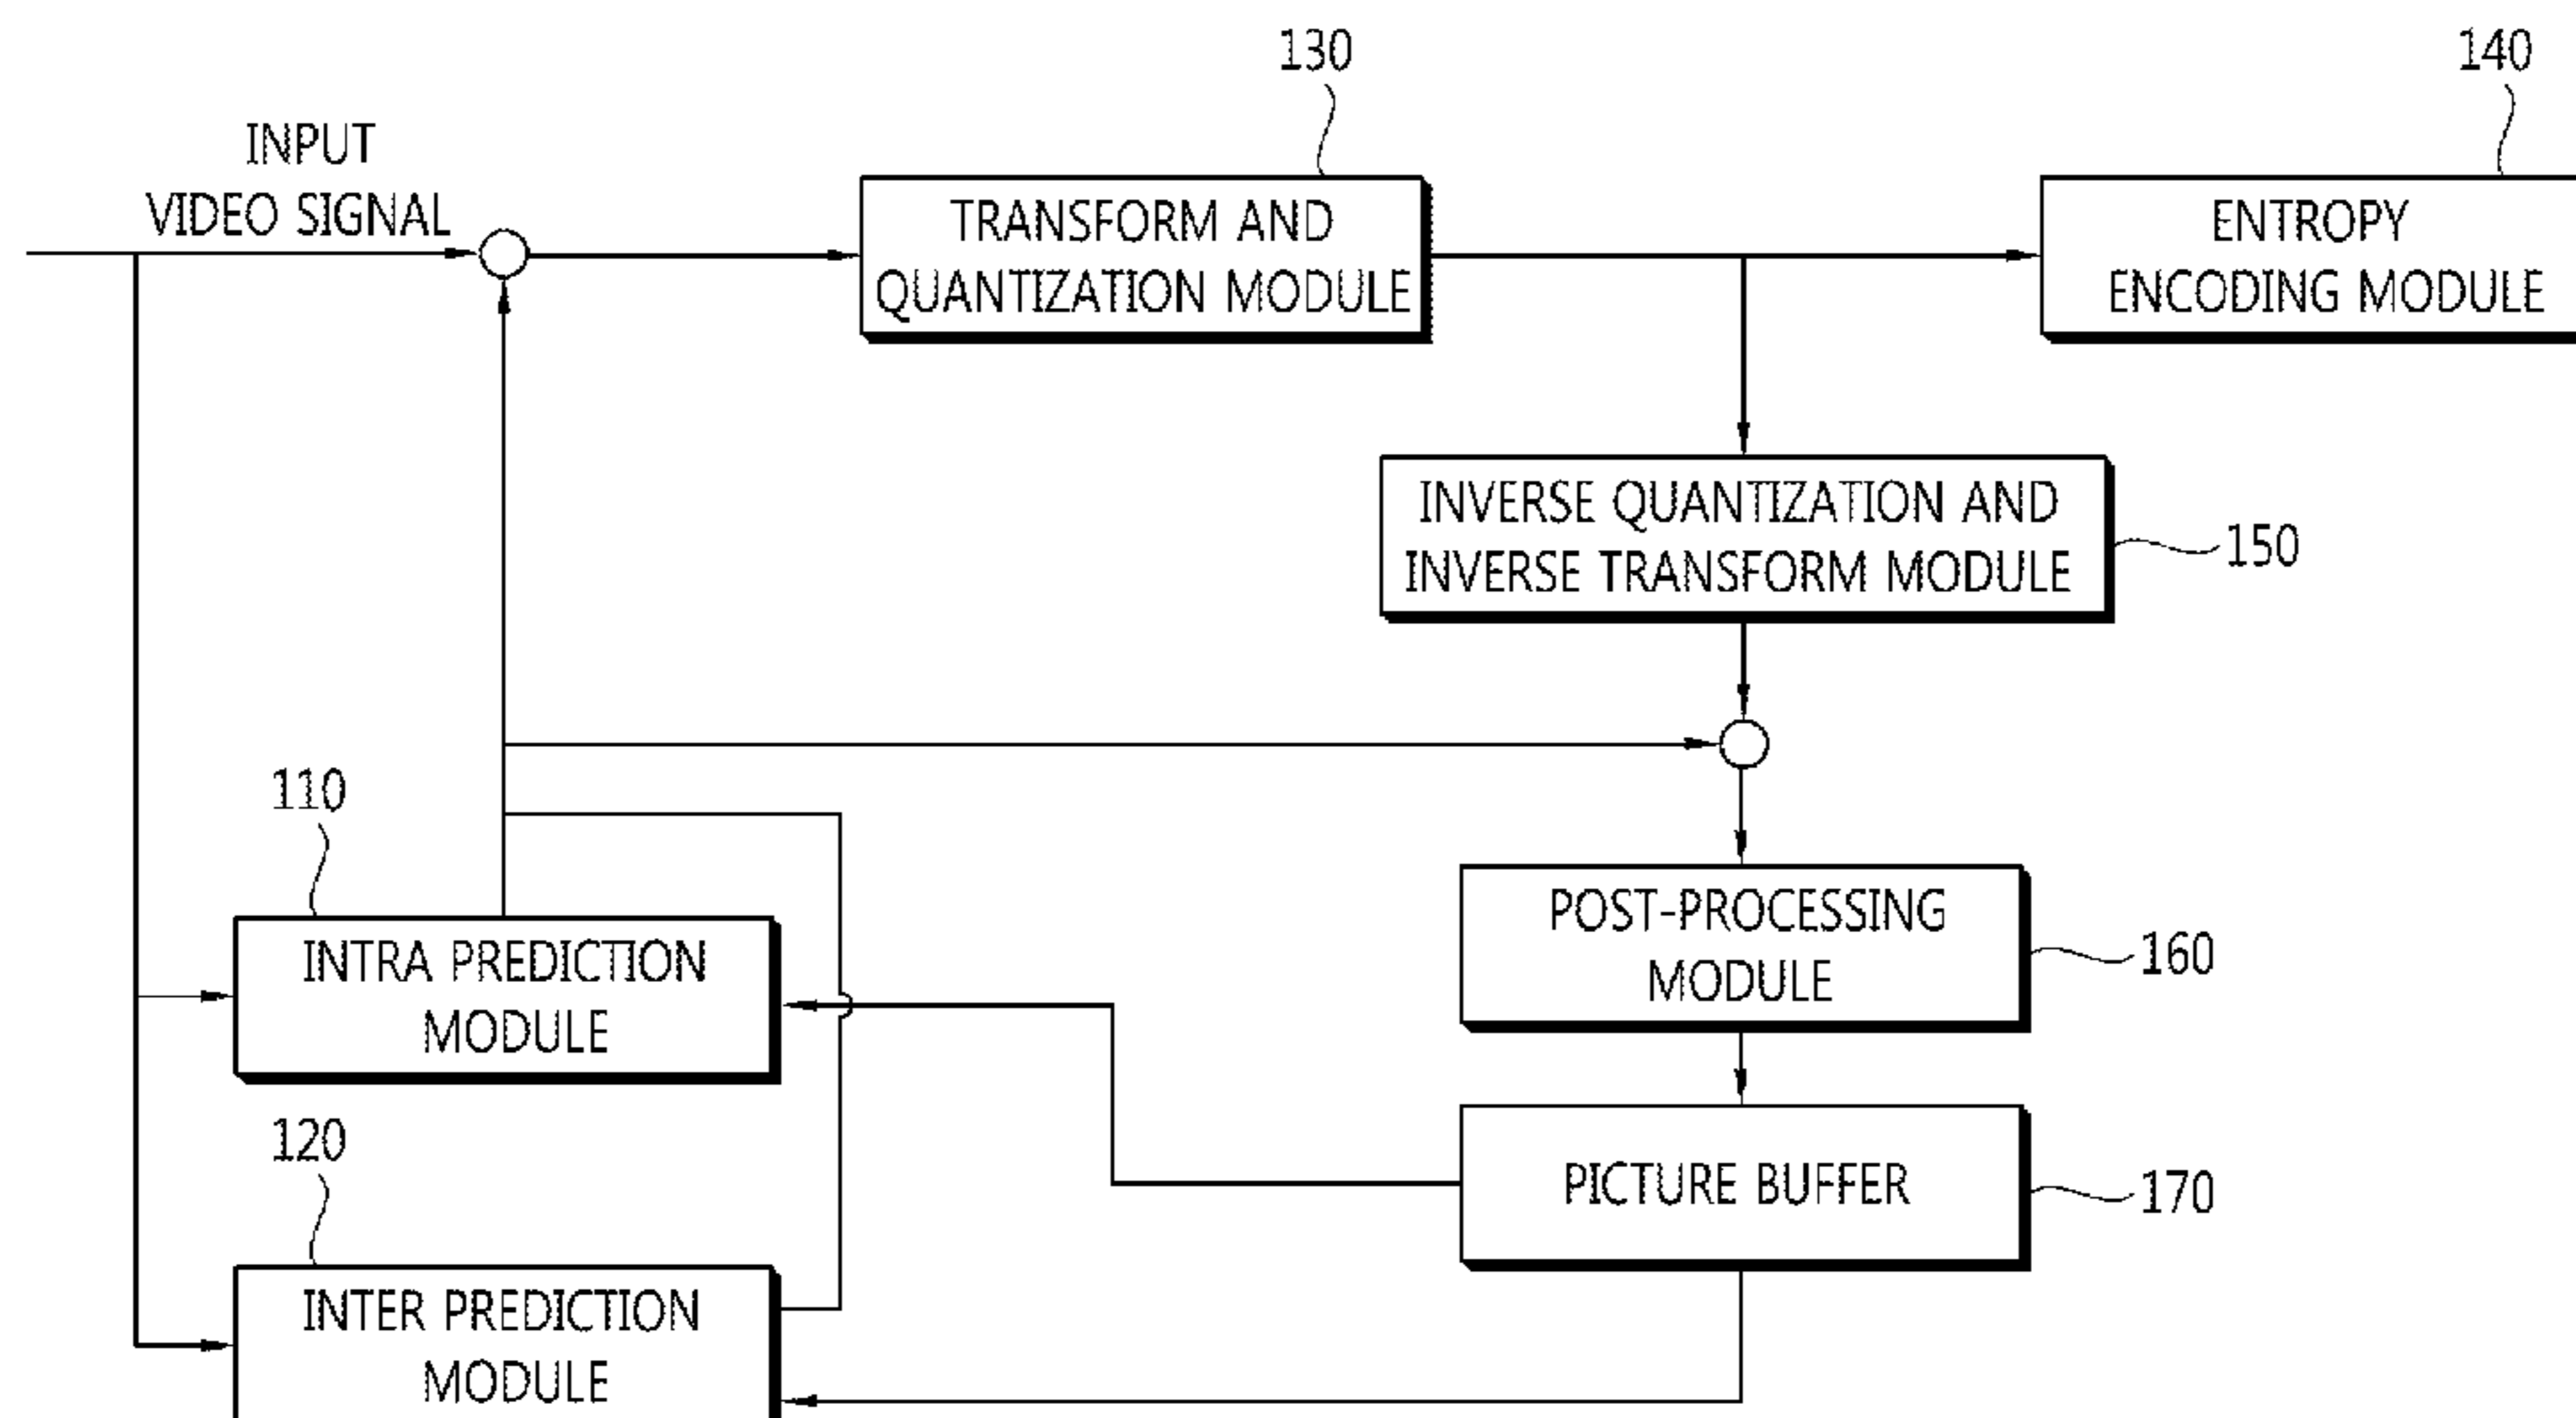 130
140
INPUT
VIDEO SIGNAL
TRANSFORM AND
QUANTIZATION MODULE
ENTROPY
ENCODING MODULE
INVERSE QUANTIZATION AND
INVERSE TRANSFORM MODULE
150
110
INTRA PREDICTION
MODULE
POST-PROCESSING
MODULE
160
120
INTER PREDICTION
MODULE
PICTURE BUFFER
170